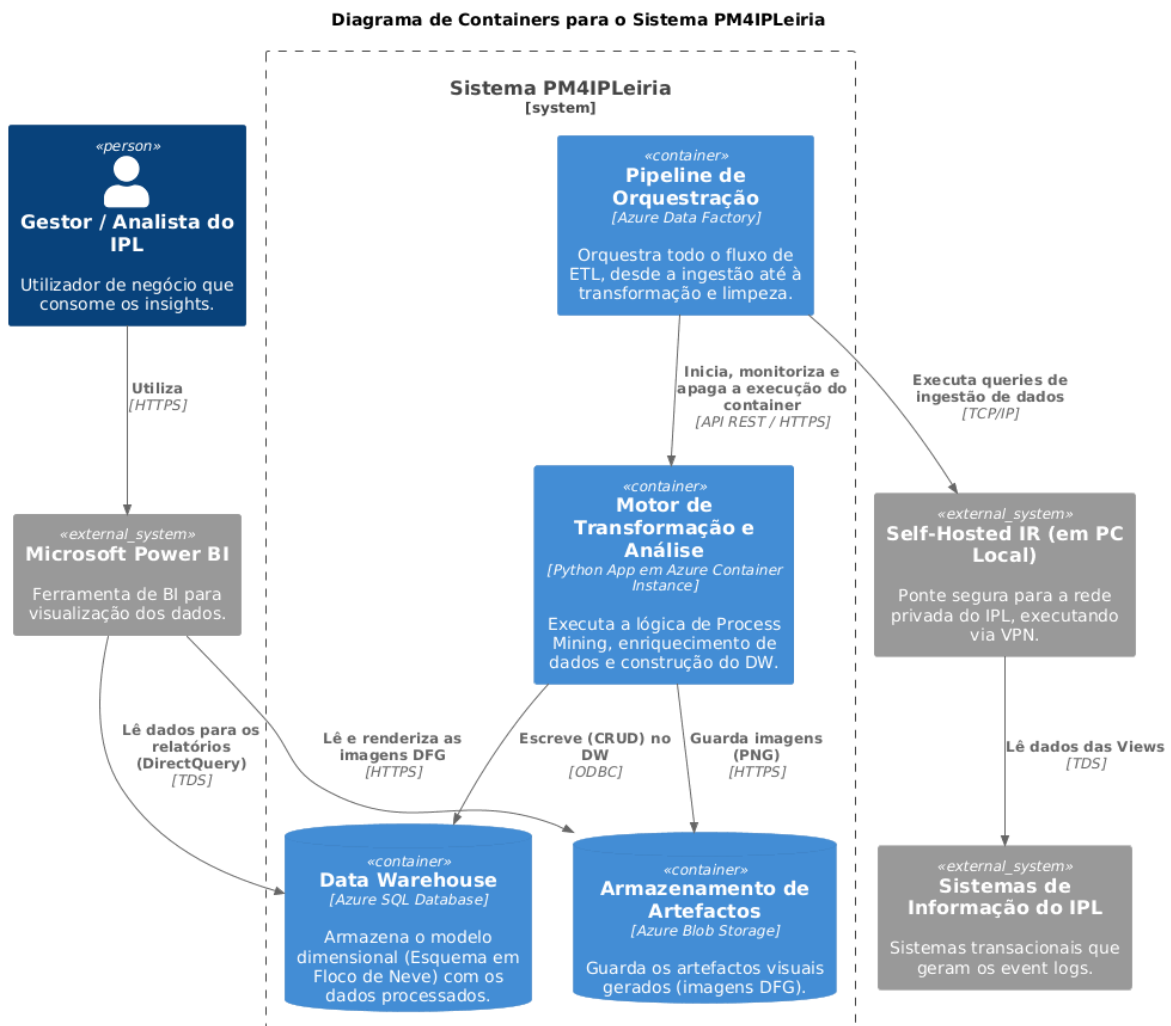 Diagrama de Containers para o Sistema PM4IPLeiria
Sistema PM4IPLeiria
[system]
«person»
Gestor / Analista do
IPL
Utilizador de negócio que
consome os insights.
«container»
Pipeline de
Orquestração
[Azure Data Factory]
Orquestra todo o fluxo de
ETL, desde a ingestão até à
transformação e limpeza.
Utiliza
[HTTPS]
Inicia, monitoriza e
apaga a execução do
container
[API REST / HTTPS]
Executa queries de
ingestão de dados
[TCP/IP]
«external_system»
Microsoft Power BI
Ferramenta de BI para
visualização dos dados.
«container»
Motor de
Transformação e
Análise
[Python App em Azure Container
Instance]
Executa a lógica de Process
Mining, enriquecimento de
dados e construção do DW.
«external_system»
Self-Hosted IR (em PC
Local)
Ponte segura para a rede
privada do IPL, executando
via VPN.
Lê dados para os
relatórios
(DirectQuery)
[TDS]
Lê e renderiza as
imagens DFG
[HTTPS]
Escreve (CRUD) no
DW
[ODBC]
Guarda imagens
(PNG)
[HTTPS]
Lê dados das Views
[TDS]
«container»
Data Warehouse
[Azure SQL Database]
Armazena o modelo
dimensional (Esquema em
Floco de Neve) com os
dados processados.
«container»
Armazenamento de
Artefactos
[Azure Blob Storage]
Guarda os artefactos visuais
gerados (imagens DFG).
«external_system»
Sistemas de
Informação do IPL
Sistemas transacionais que
geram os event logs.